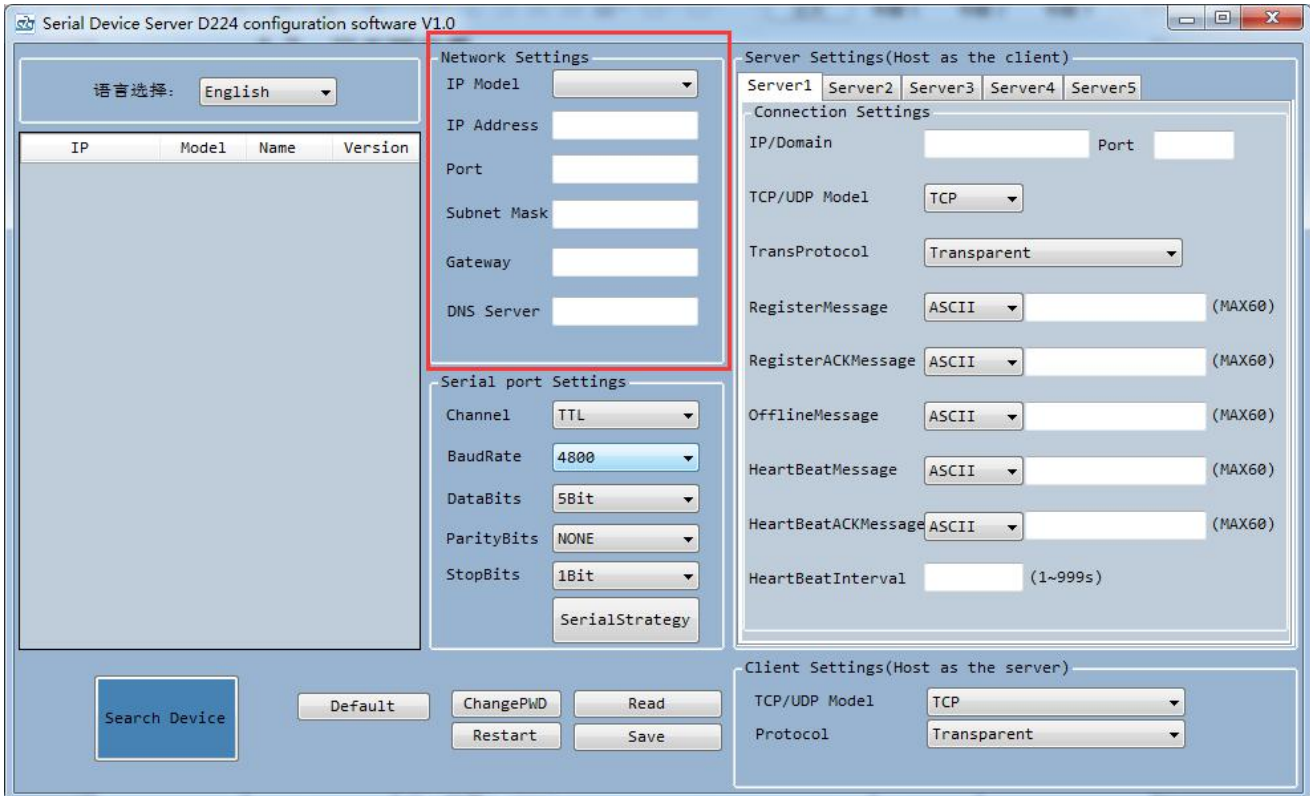 Serial Device Server D224 configuration software V1.0
语言选择: English
IP Model Name Version
Search Device
Default
Network Settings
IP Model
IP Address
Port
Subnet Mask
Gateway
DNS Server
Serial port Settings
Channel TTL
BaudRate 4800
DataBits 5Bit
ParityBits NONE
StopBits 1Bit
SerialStrategy
ChangePWD Read
Restart Save
Server Settings(Host as the client)
Server1 Server2 Server3 Server4 Server5
Connection Settings
IP/Domain Port
TCP/UDP Model TCP
TransProtocol Transparent
RegisterMessage ASCII (MAX60)
RegisterACKMessage ASCII (MAX60)
OfflineMessage ASCII (MAX60)
HeartBeatMessage ASCII (MAX60)
HeartBeatACKMessage ASCII (MAX60)
HeartBeatInterval (1~999s)
Client Settings(Host as the server)
TCP/UDP Model TCP
Protocol Transparent